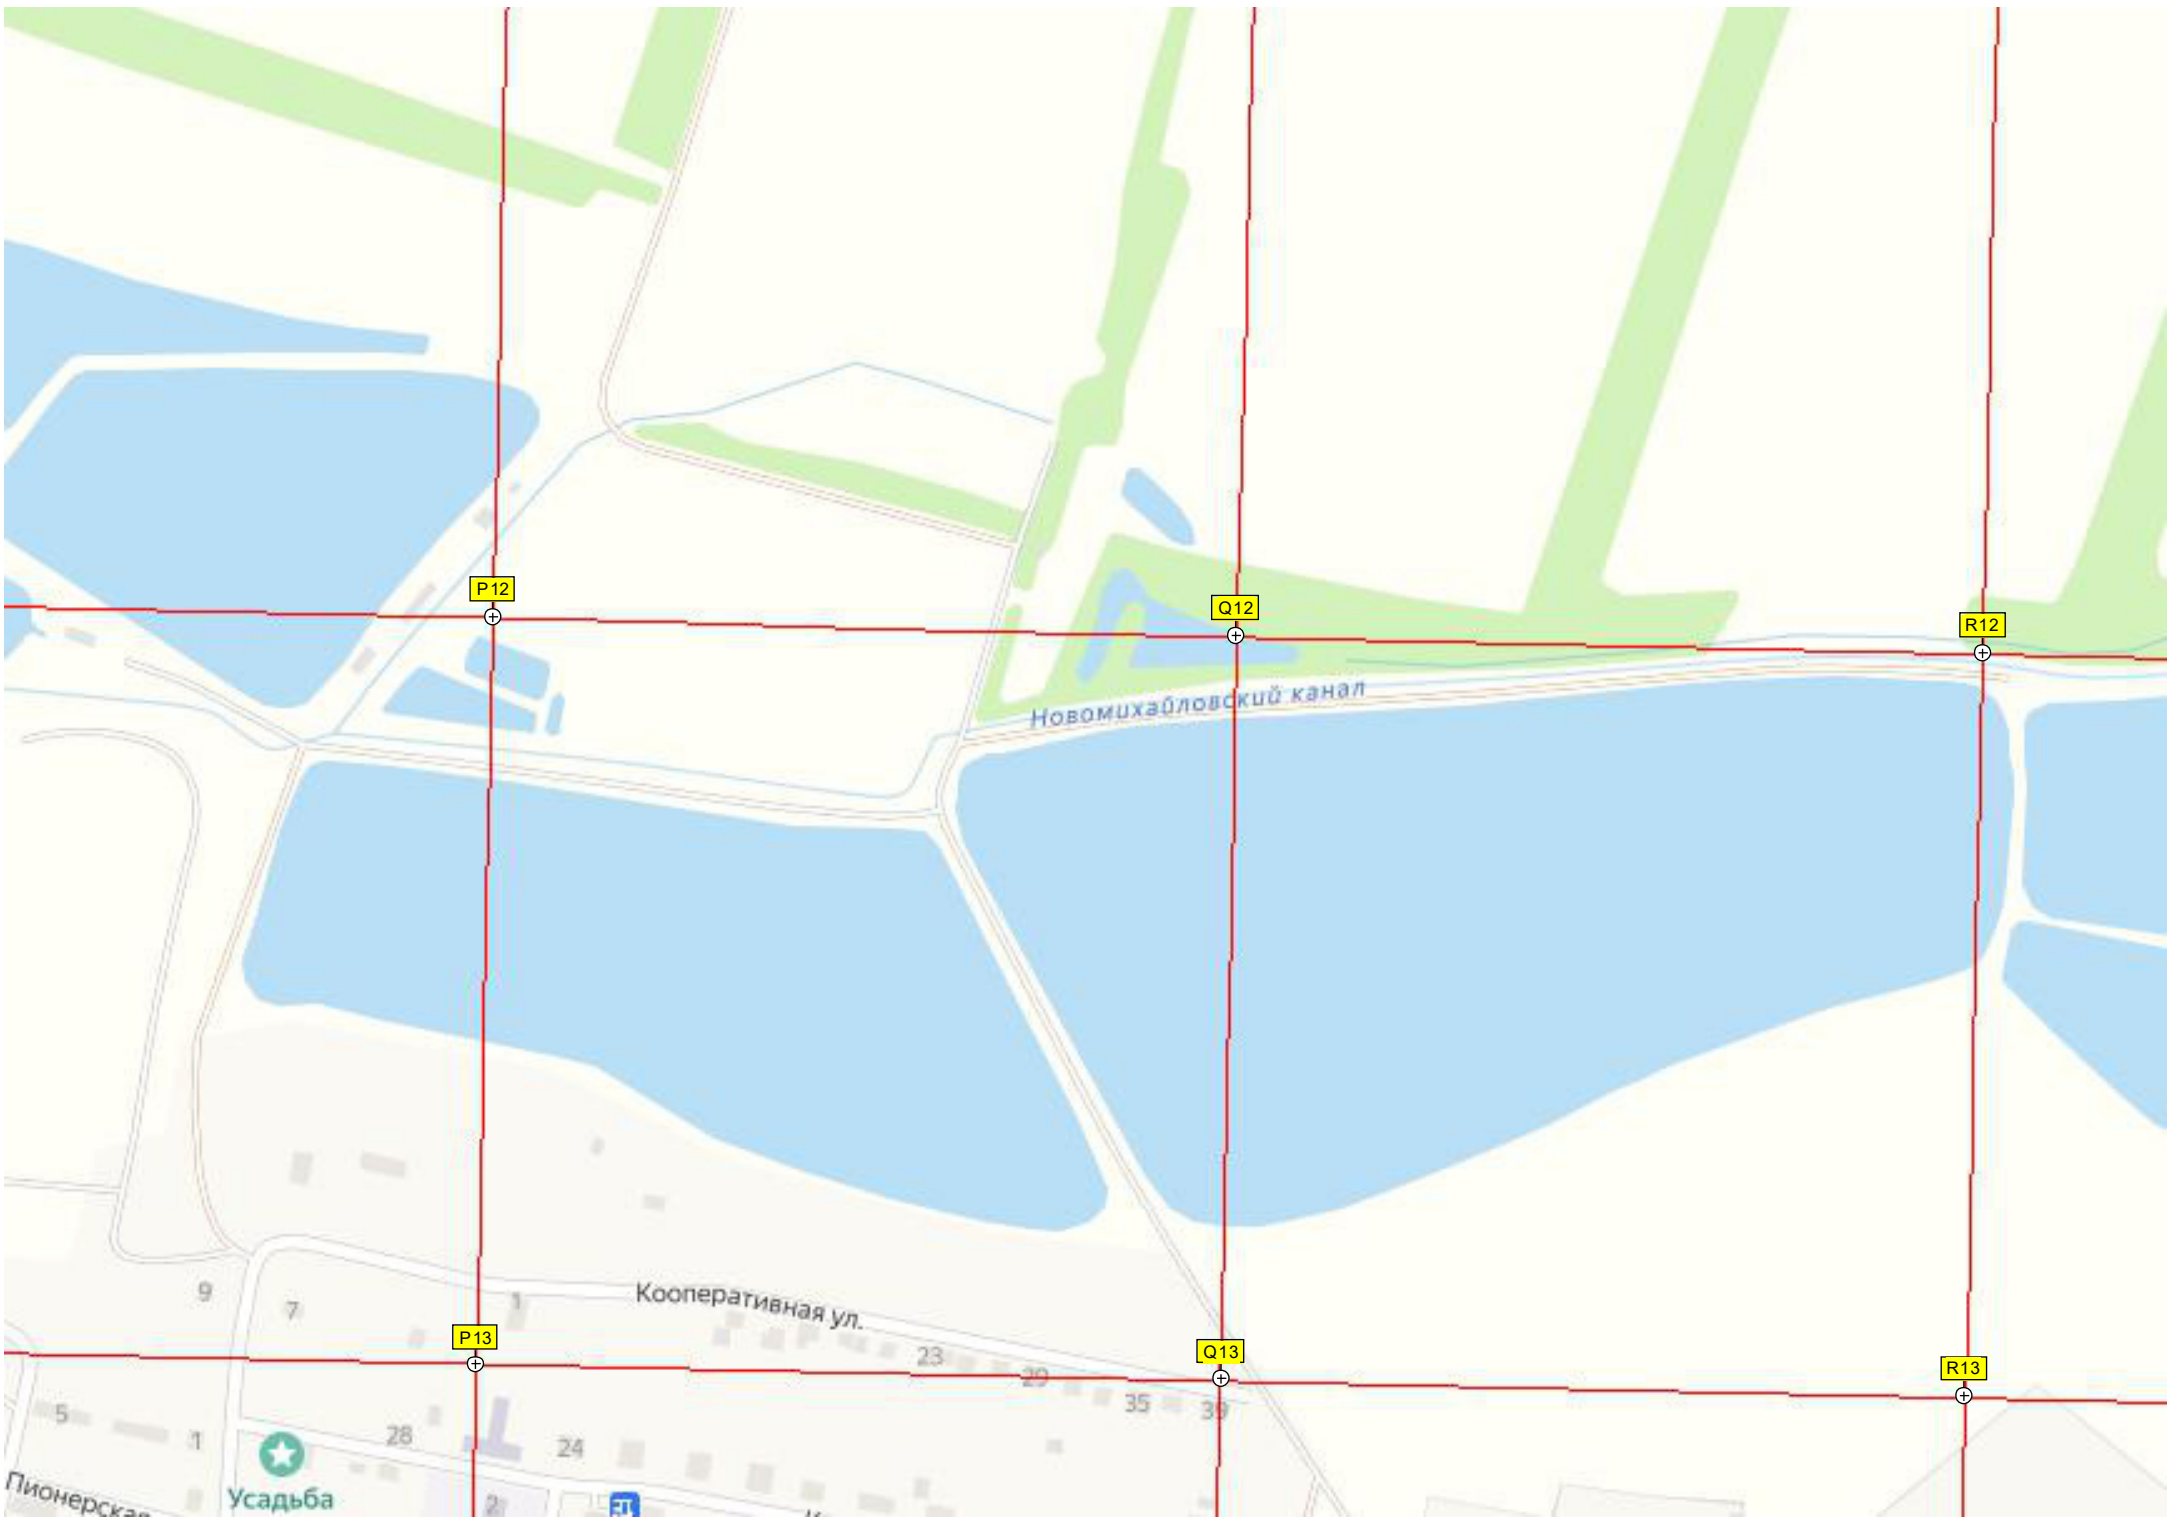 P12
Q12
R12
Новомихайловский канал
9
7
1
Кооперативная ул.
P13
Q13
R13
23
29
35
39
5
1
28
24
Усадьба
Пионерская
2